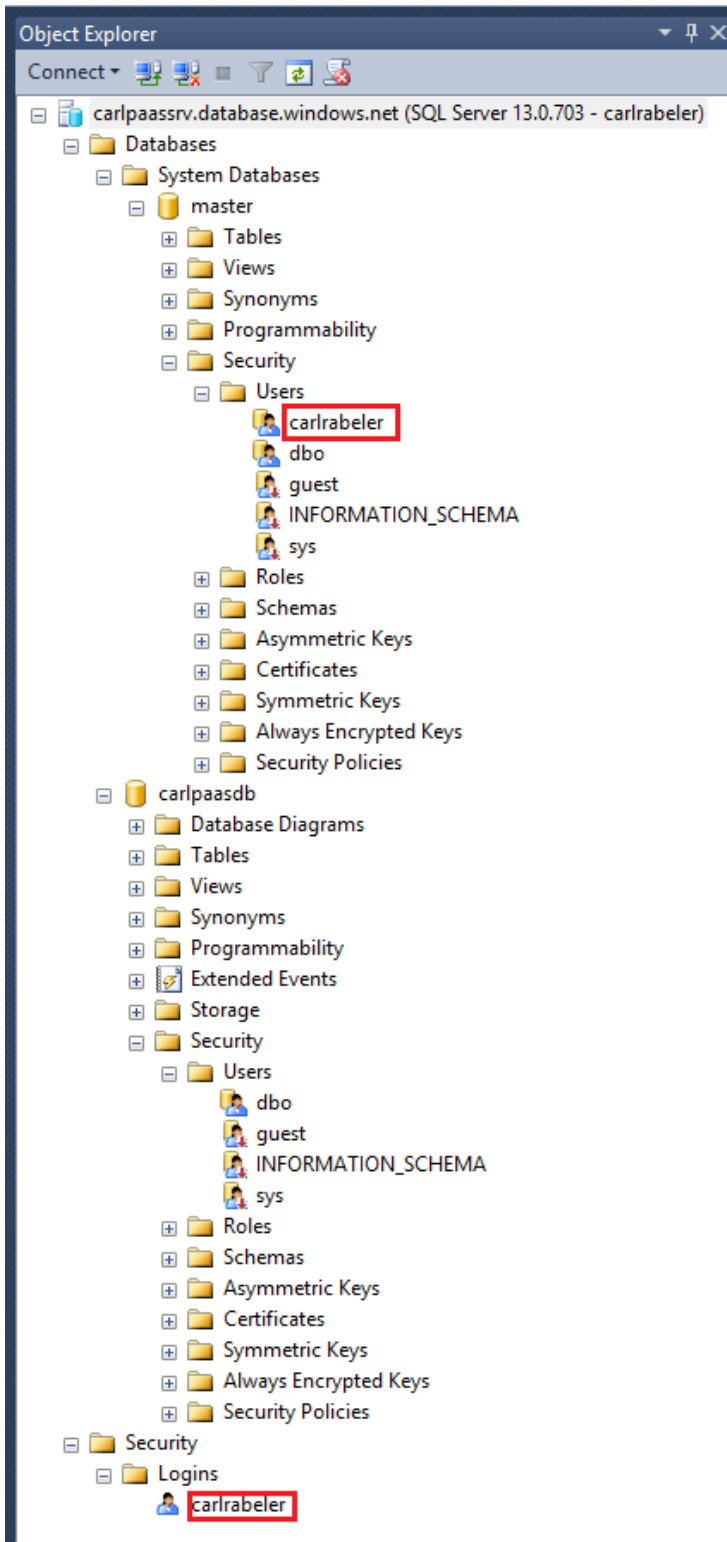 Object Explorer
Connect
carlpaassrv.database.windows.net (SQL Server 13.0.703 - carlrabeler)
Databases
System Databases
master
Tables
Views
Synonyms
Programmability
Security
Users
carlrabeler
dbo
guest
INFORMATION_SCHEMA
sys
Roles
Schemas
Asymmetric Keys
Certificates
Symmetric Keys
Always Encrypted Keys
Security Policies
carlpaasdb
Database Diagrams
Tables
Views
Synonyms
Programmability
Extended Events
Storage
Security
Users
dbo
guest
INFORMATION_SCHEMA
sys
Roles
Schemas
Asymmetric Keys
Certificates
Symmetric Keys
Always Encrypted Keys
Security Policies
Security
Logins
carlrabeler